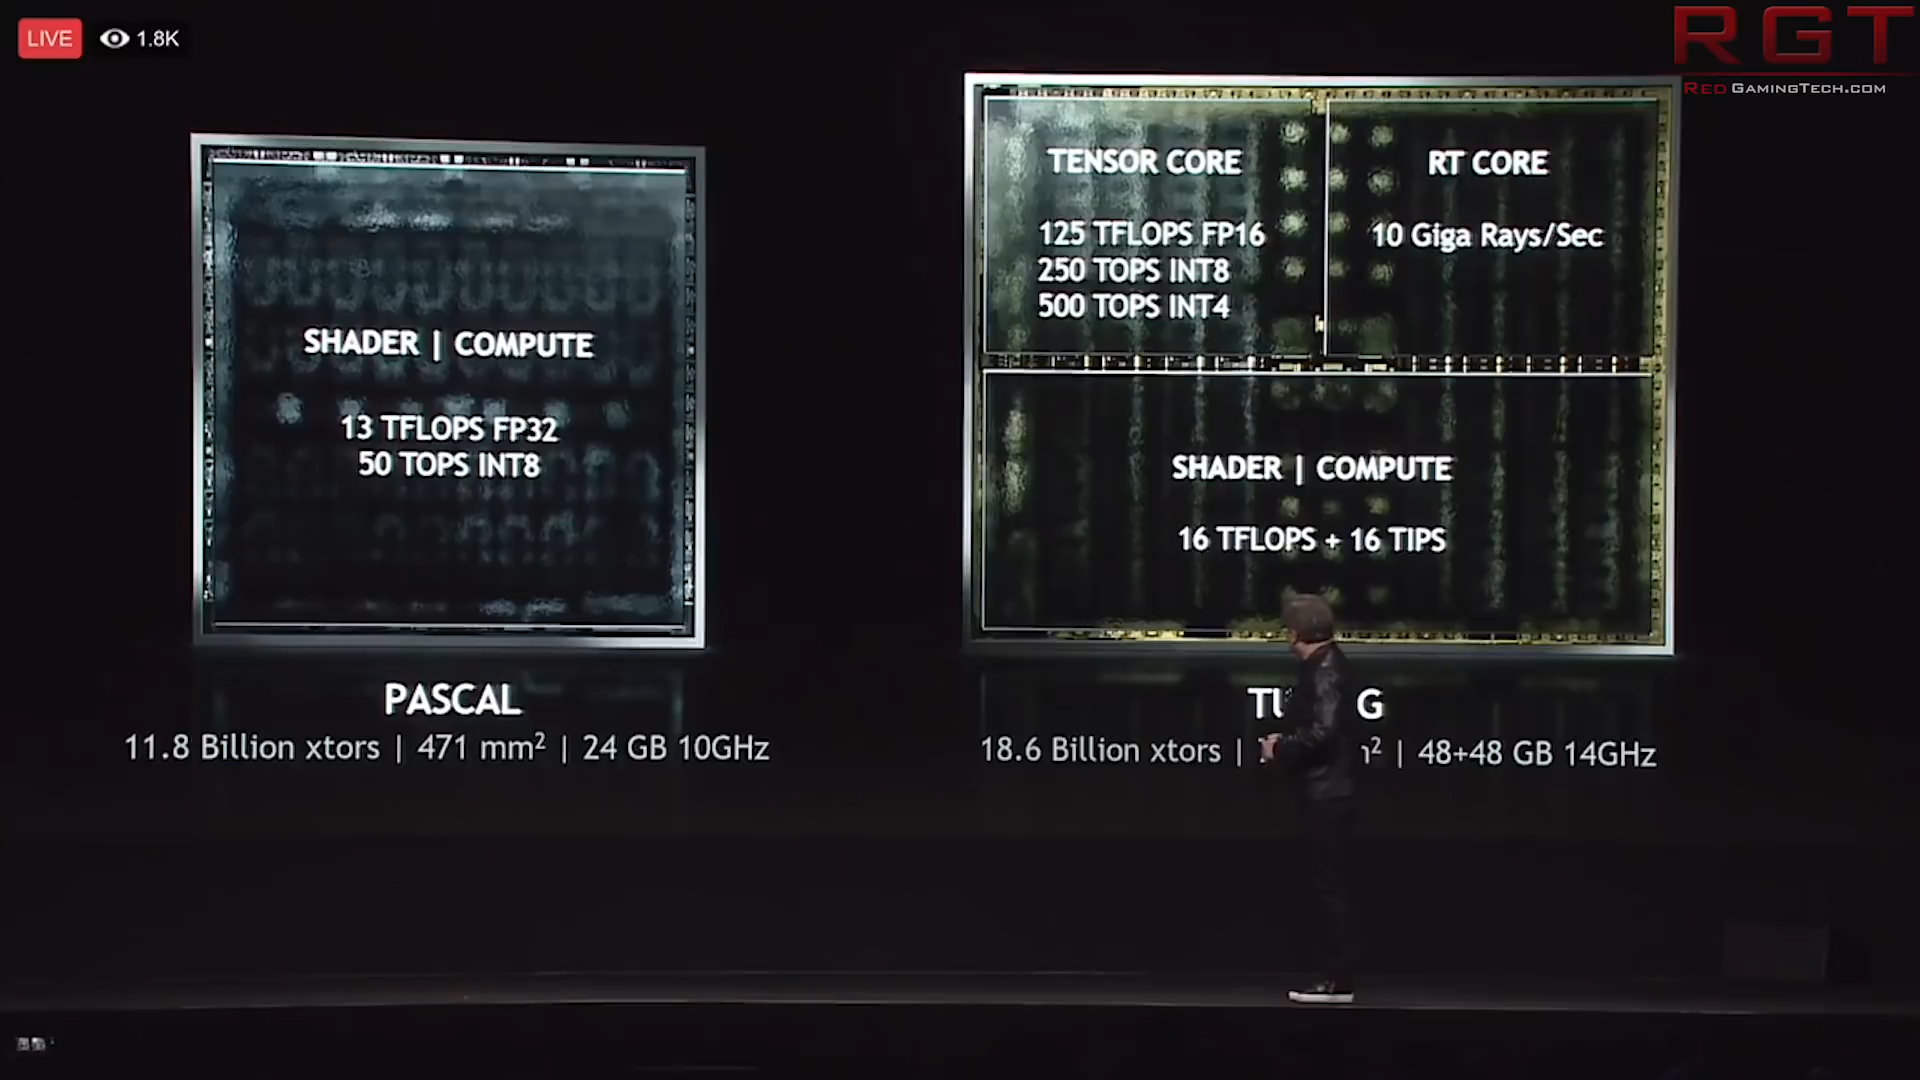 LIVE 1.8K
RGT
REDGAMINGTECH.COM
SHADER | COMPUTE
13 TFLOPS FP32
50 TOPS INT8
PASCAL
11.8 Billion xtors | 471 mm² | 24 GB 10GHz
TENSOR CORE
125 TFLOPS FP16
250 TOPS INT8
500 TOPS INT4
RT CORE
10 Giga Rays/Sec
SHADER | COMPUTE
16 TFLOPS + 16 TIPS
18.6 Billion xtors | | 48+48 GB 14GHz